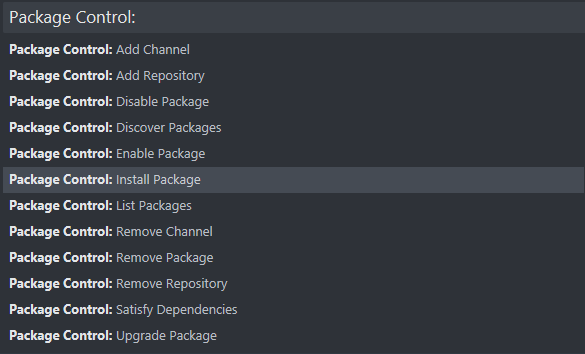 Package Control:
Package Control: Add Channel
Package Control: Add Repository
Package Control: Disable Package
Package Control: Discover Packages
Package Control: Enable Package
Package Control: Install Package
Package Control: List Packages
Package Control: Remove Channel
Package Control: Remove Package
Package Control: Remove Repository
Package Control: Satisfy Dependencies
Package Control: Upgrade Package